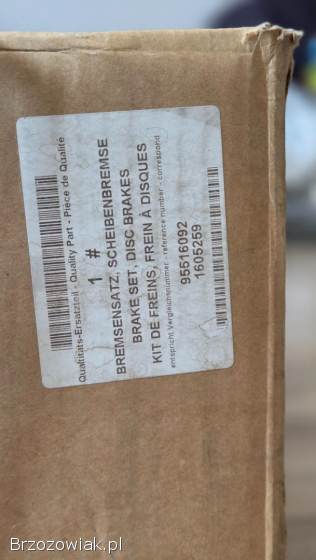 Qualitäts-Ersatzteil - Quality Part - Pièce de Qualité
1 #
BREMSENSATZ, SCHEIBENBREMSE
BRAKE SET, DISC BRAKES
KIT DE FREINS, FREIN À DISQUES
entspricht Vergleichsnummer - reference number - correspond
95516092
1605259
Brzozowiak.pl